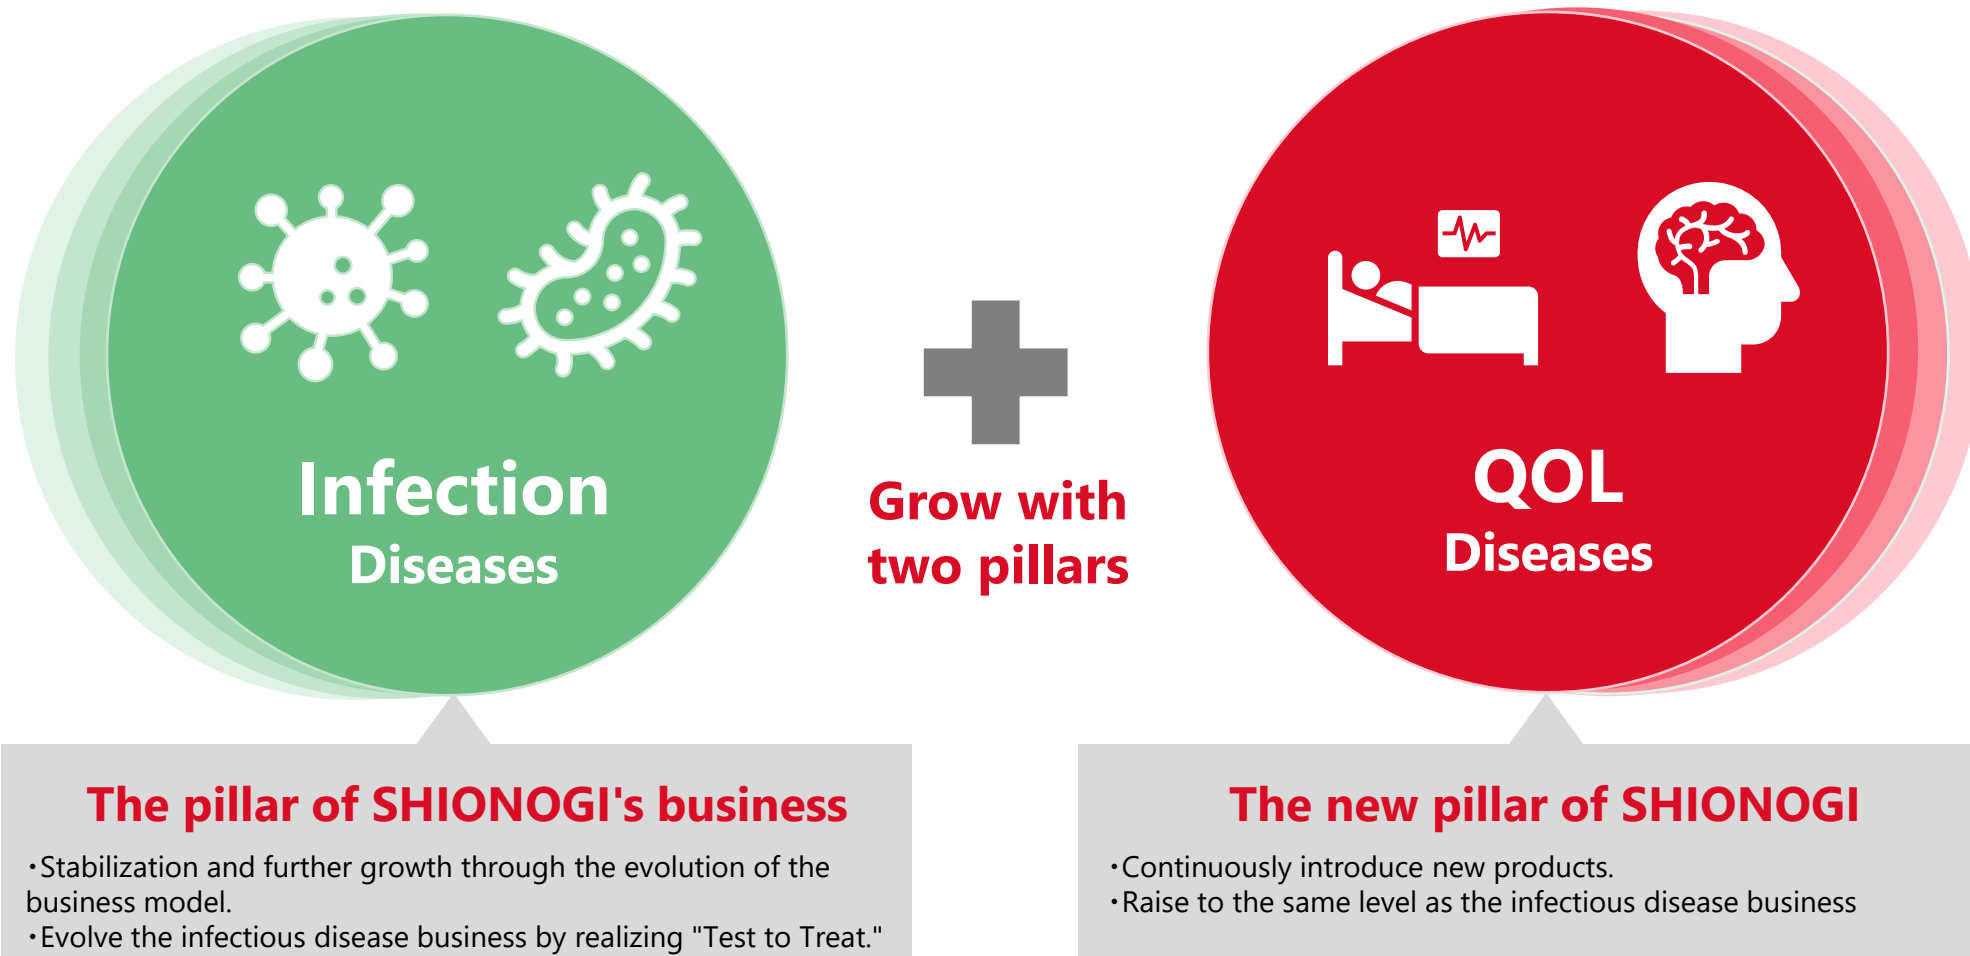 Infection
Diseases
Grow with
two pillars
QOL
Diseases
The pillar of SHIONOGI's business
・Stabilization and further growth through the evolution of the
business model.
・Evolve the infectious disease business by realizing "Test to Treat."
The new pillar of SHIONOGI
・Continuously introduce new products.
・Raise to the same level as the infectious disease business